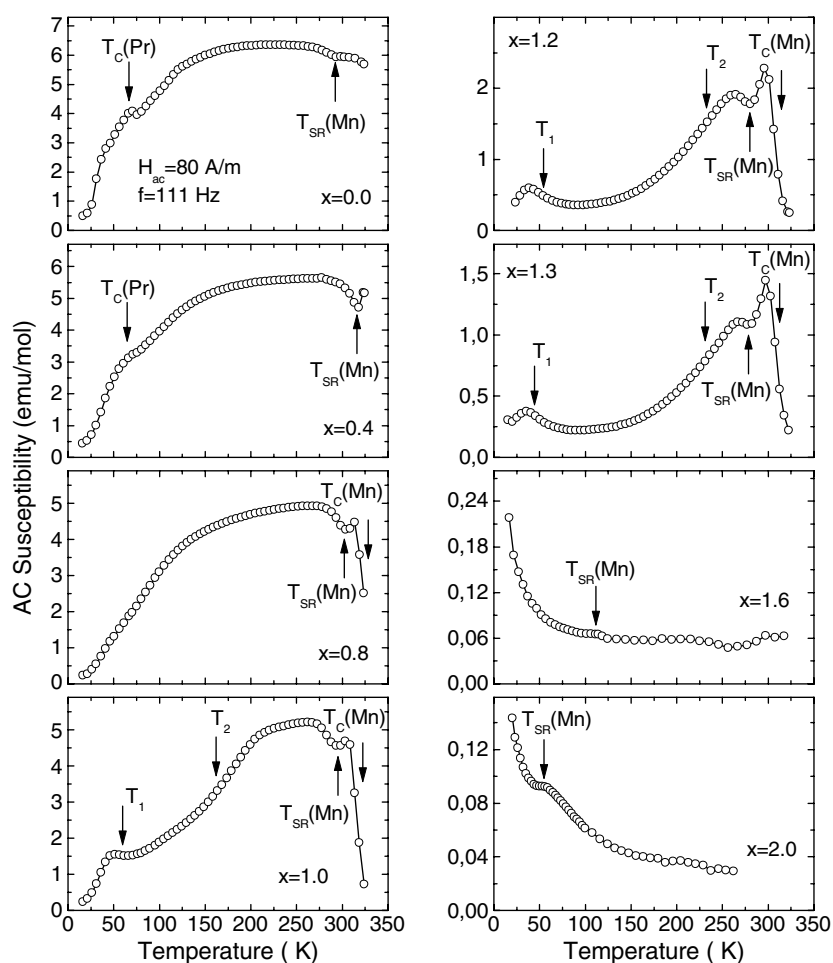 AC Susceptibility (emu/mol)
7
6
5
4
3
2
1
0
T_C(Pr)
T_SR(Mn)
H_ac=80 A/m
f=111 Hz
x=0.0
6
5
4
3
2
1
0
T_C(Pr)
T_SR(Mn)
x=0.4
6
5
4
3
2
1
0
T_C(Mn)
T_SR(Mn)
x=0.8
6
5
4
3
2
1
0
T_2
T_C(Mn)
T_1
T_SR(Mn)
x=1.0
0 50 100 150 200 250 300 350
Temperature ( K)
3
2
1
0
x=1.2
T_C(Mn)
T_2
T_1
T_SR(Mn)
1,5
1,0
0,5
0,0
x=1.3
T_C(Mn)
T_2
T_1
T_SR(Mn)
0,24
0,18
0,12
0,06
0,00
T_SR(Mn)
x=1.6
0,12
0,08
0,04
0,00
T_SR(Mn)
x=2.0
0 50 100 150 200 250 300 350
Temperature ( K)